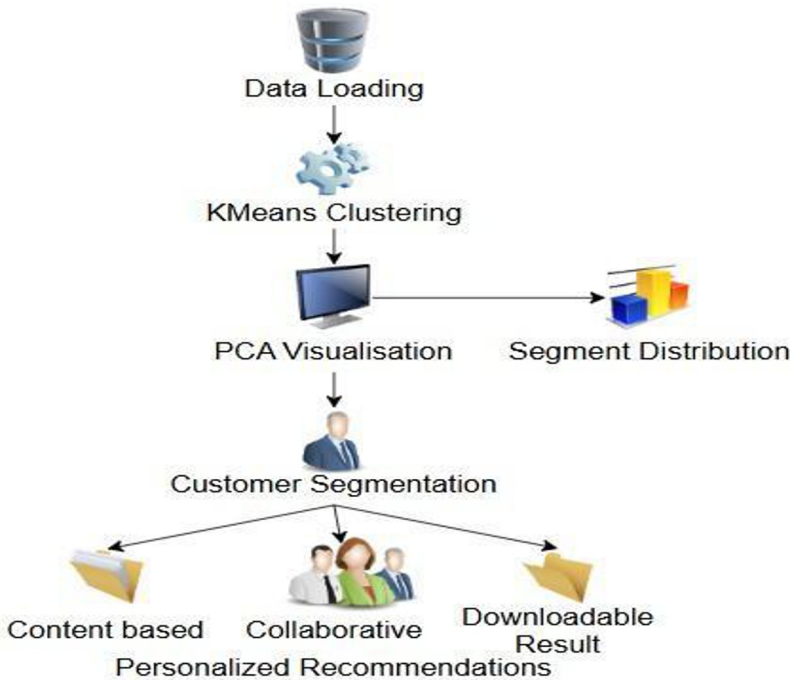 Data Loading
KMeans Clustering
PCA Visualisation
Segment Distribution
Customer Segmentation
Content based
Collaborative
Downloadable
Result
Personalized Recommendations